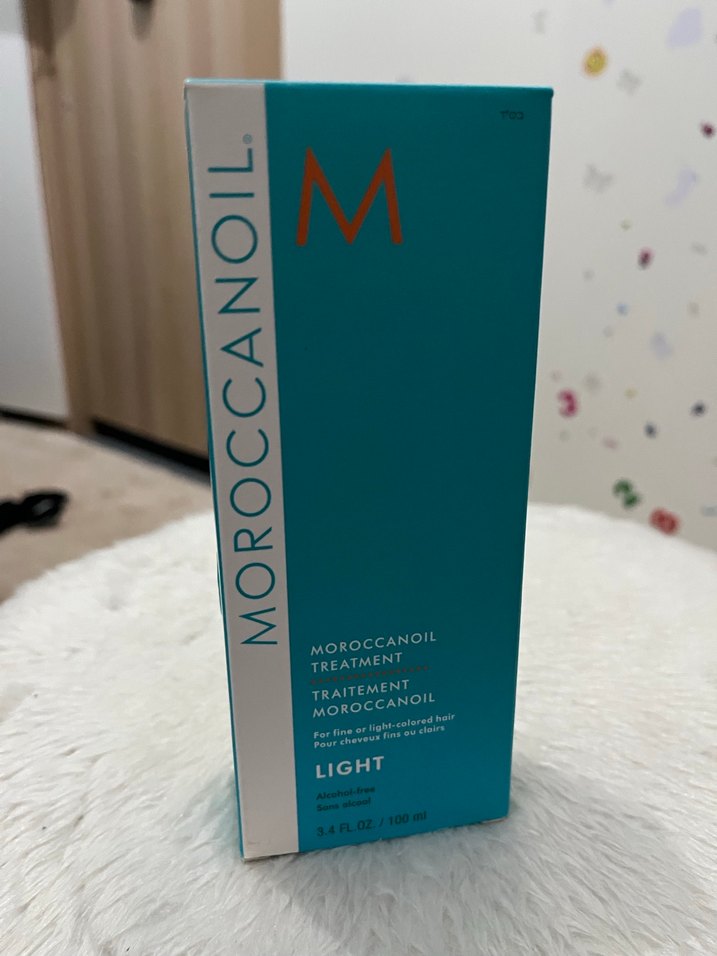 MOROCCANOIL®
M
בס"ד
MOROCCANOIL
TREATMENT
TRAITEMENT
MOROCCANOIL
For fine or light-colored hair
Pour cheveux fins ou clairs
LIGHT
Alcohol-free
Sans alcool
3.4 FL.OZ. / 100 ml